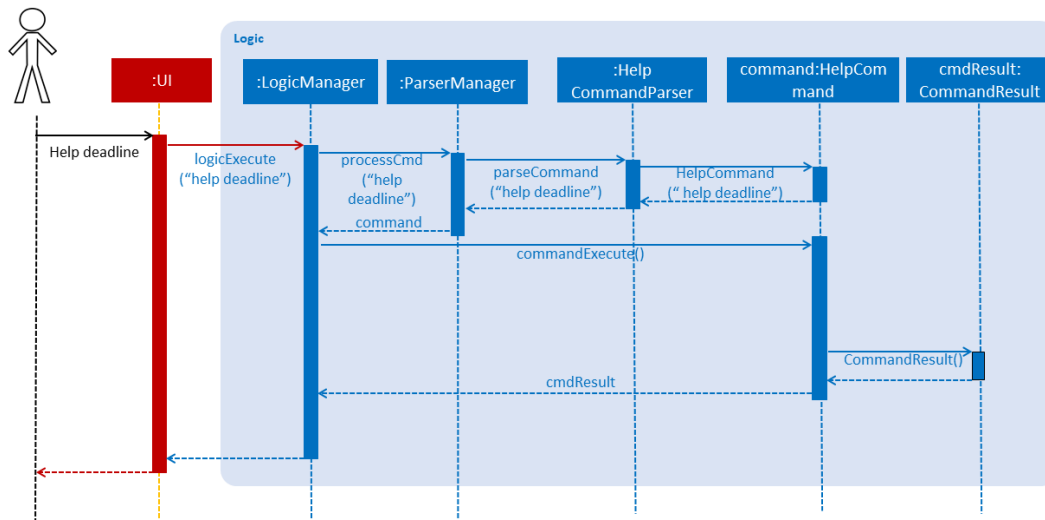 Logic
:UI
:LogicManager
:ParserManager
:Help
CommandParser
command:HelpCom
mand
cmdResult:
CommandResult
Help deadline
logicExecute
(“help deadline”)
processCmd
(“help
deadline”)
parseCommand
(“help deadline”)
HelpCommand
(“ help deadline”)
command
commandExecute()
CommandResult()
cmdResult